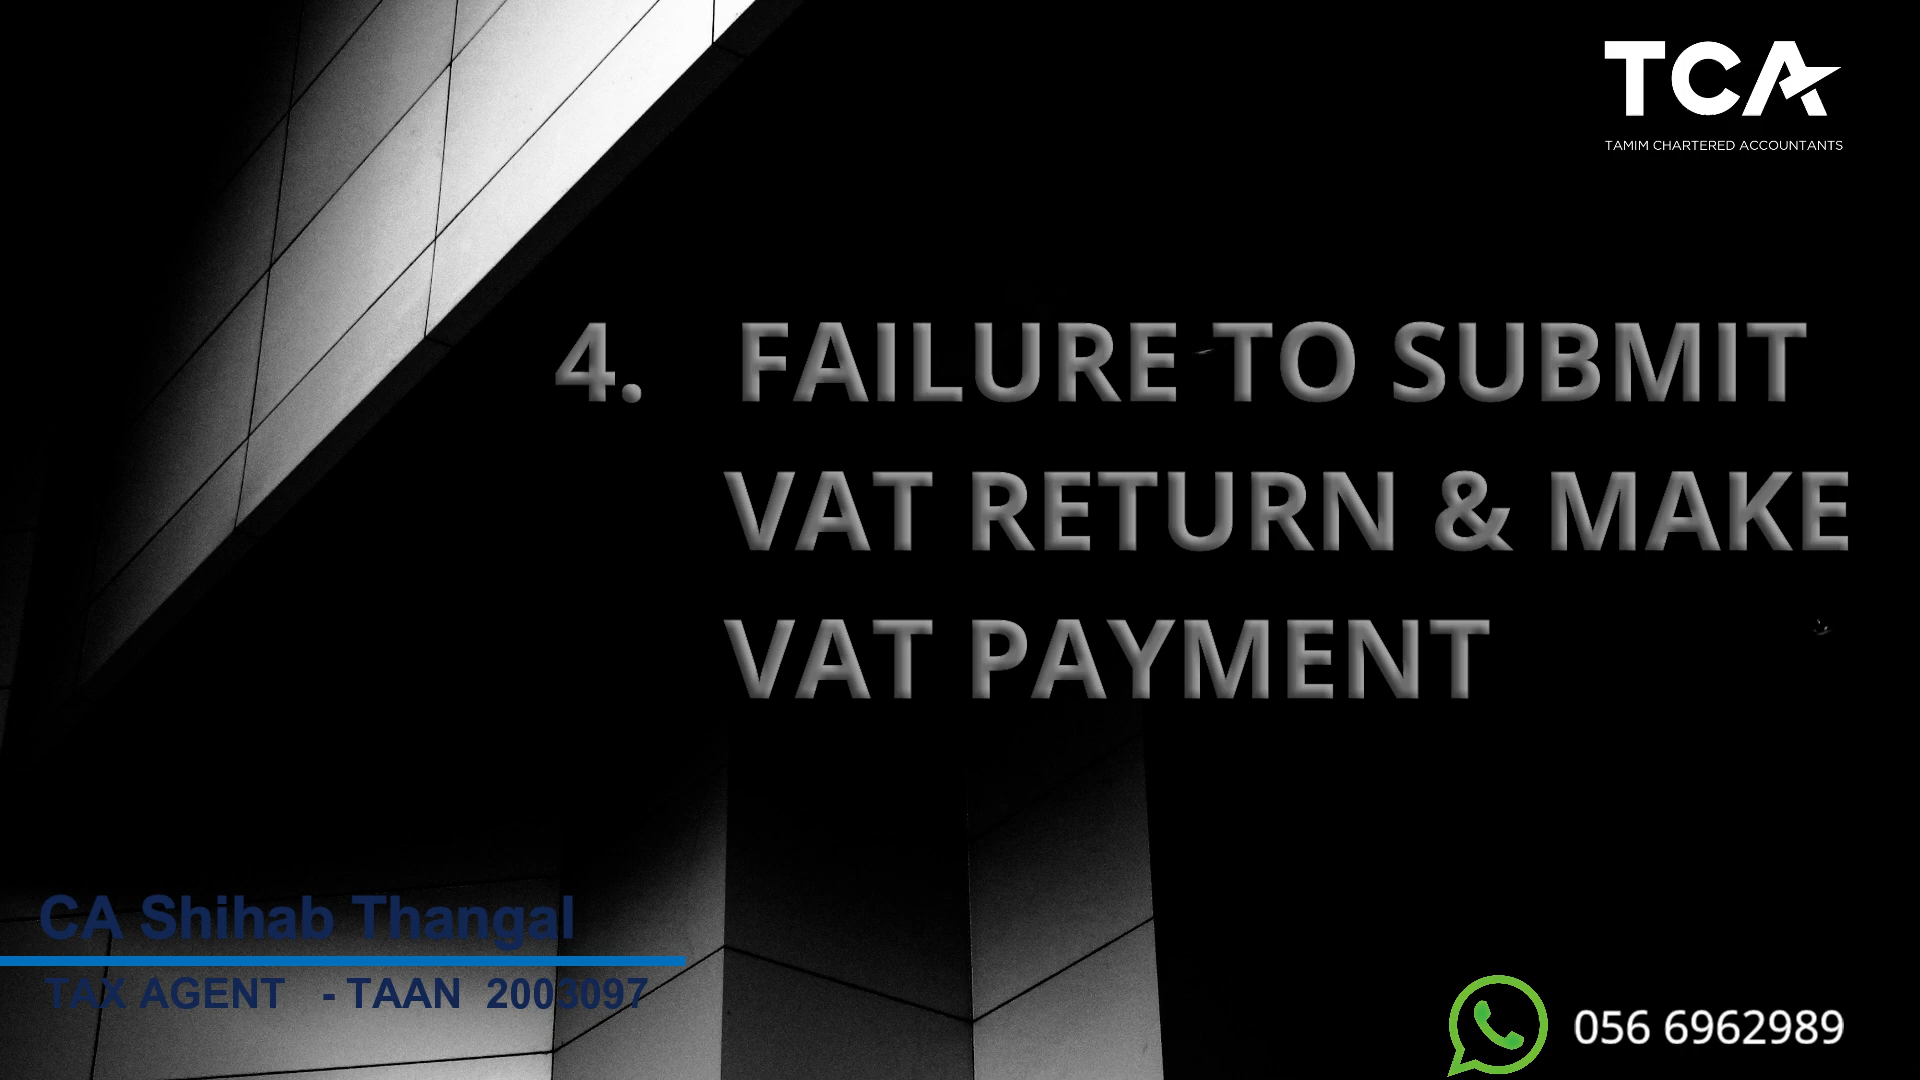 TCA
TAMIM CHARTERED ACCOUNTANTS
4. FAILURE TO SUBMIT
VAT RETURN & MAKE
VAT PAYMENT
CA Shihab Thangal
TAX AGENT - TAAN 2003097
056 6962989